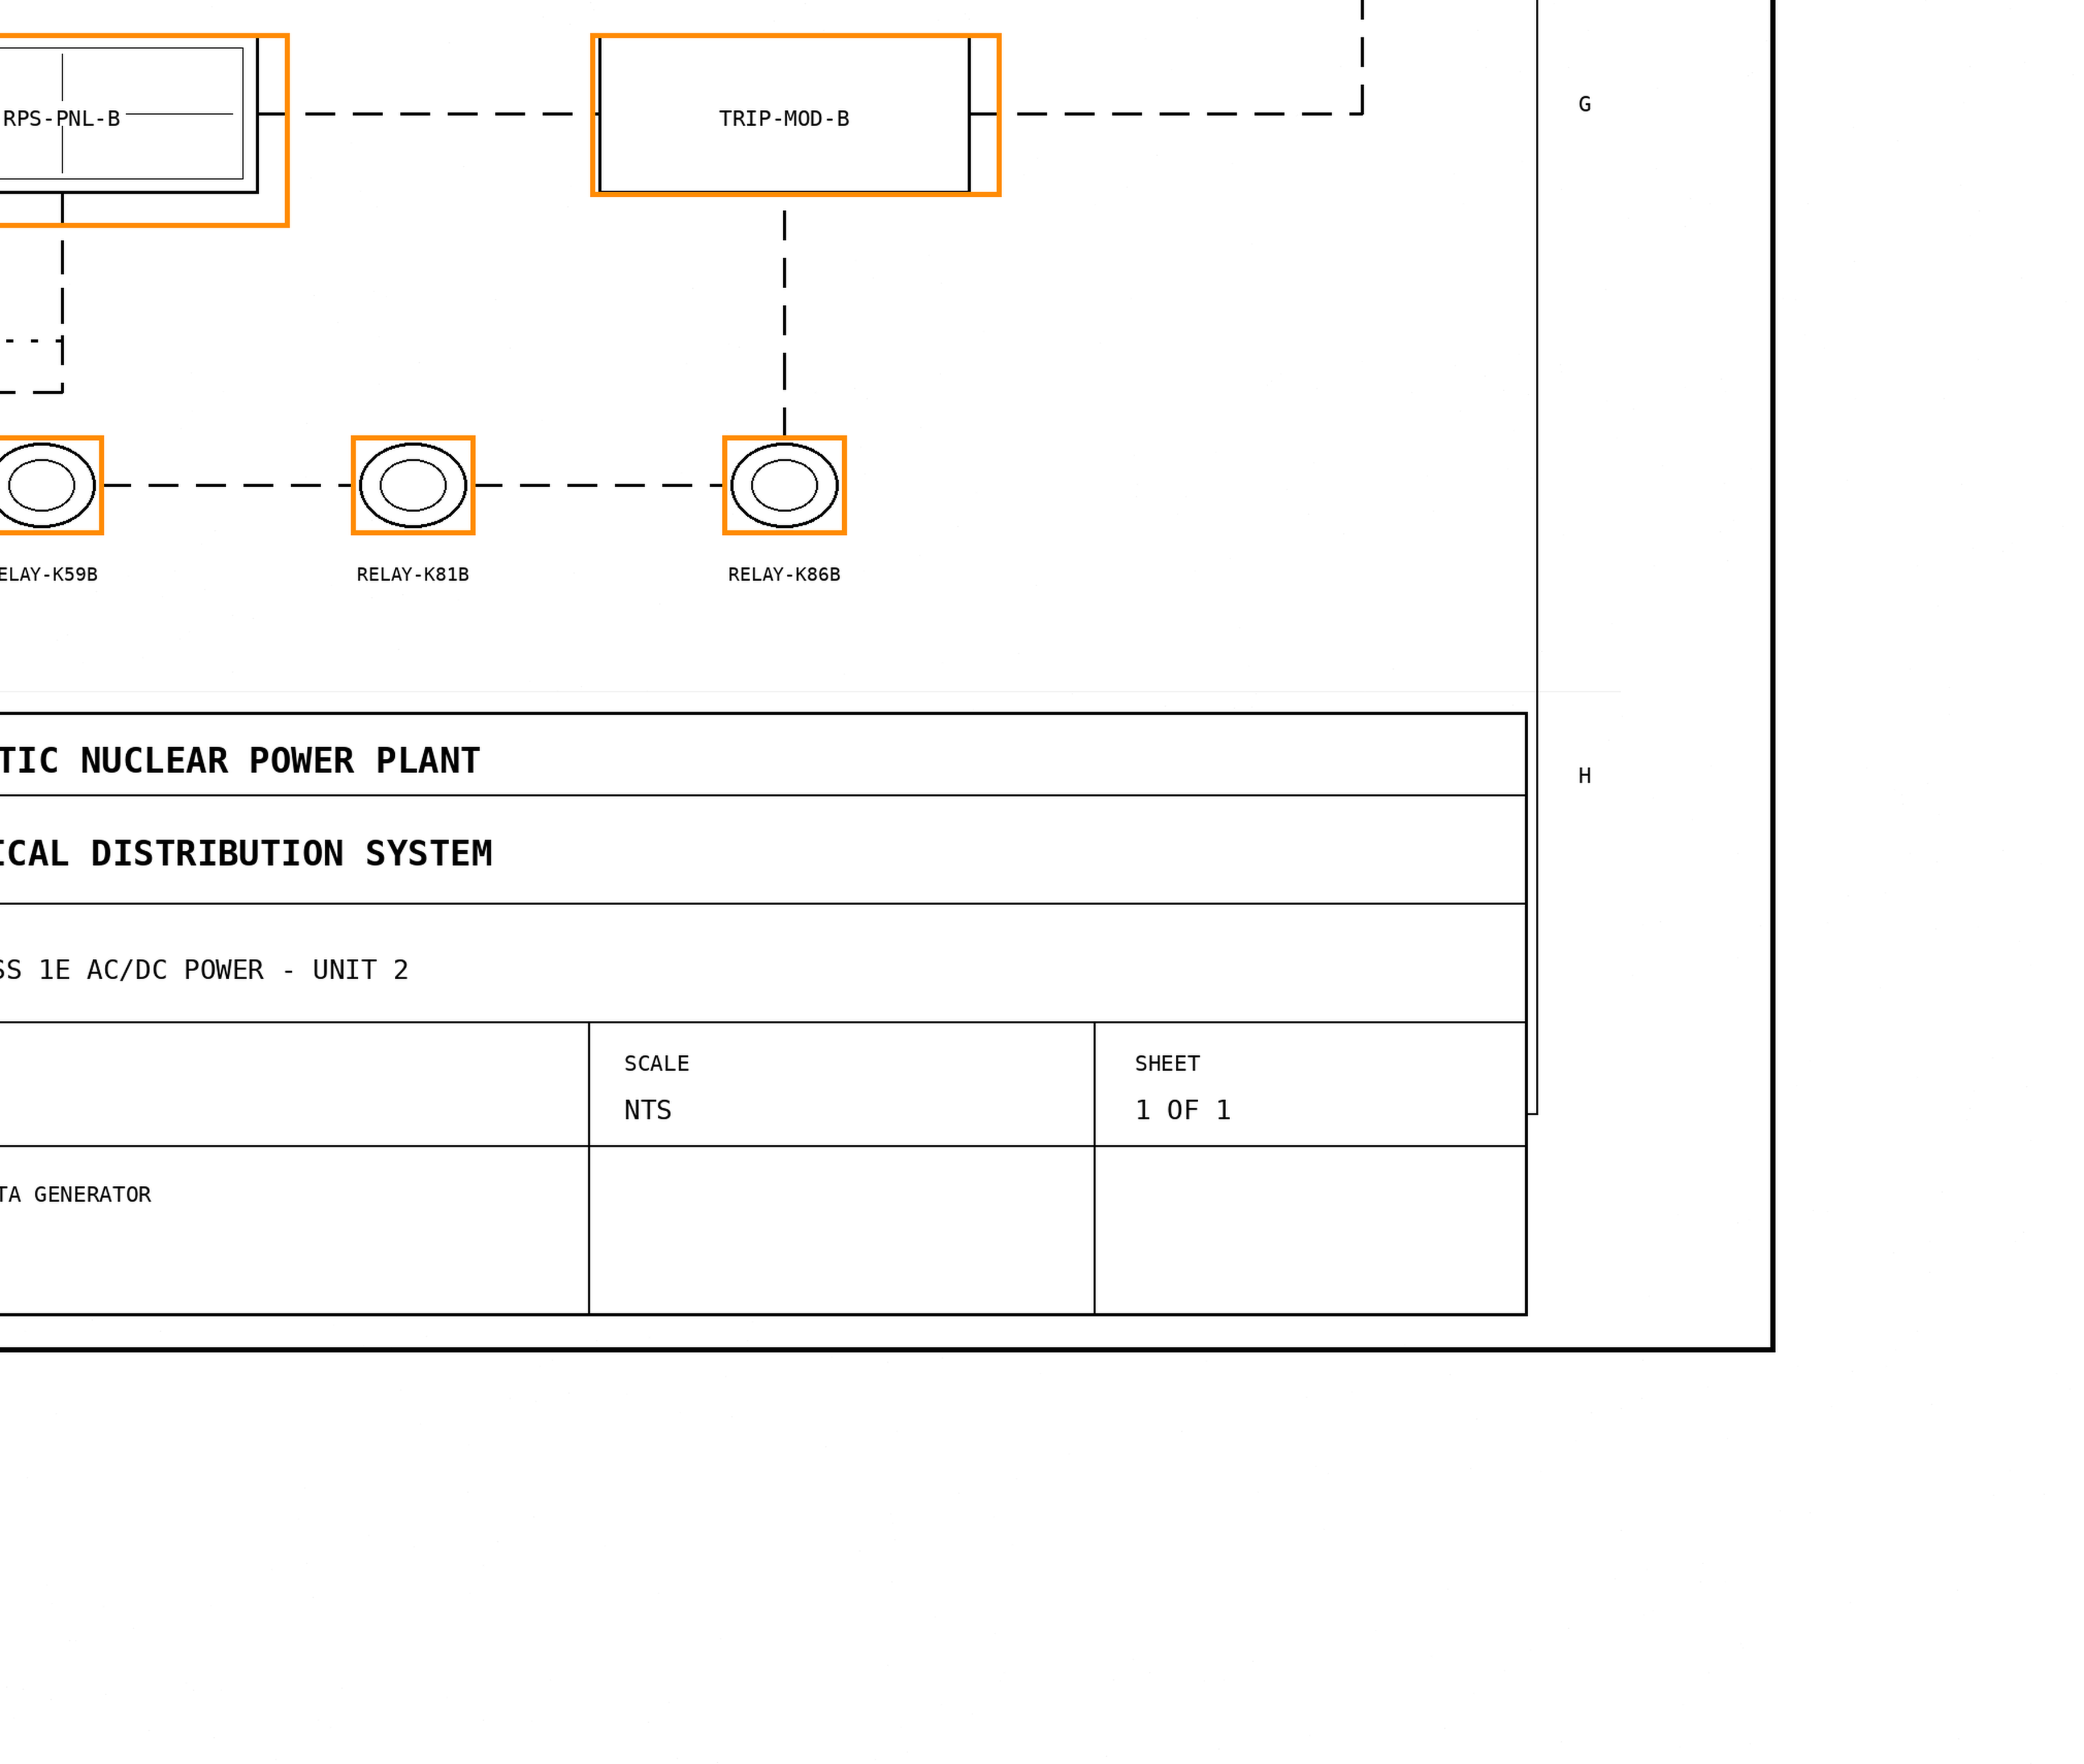 G
RPS-PNL-B
TRIP-MOD-B
ELAY-K59B
RELAY-K81B
RELAY-K86B
TIC NUCLEAR POWER PLANT
H
ICAL DISTRIBUTION SYSTEM
SS 1E AC/DC POWER - UNIT 2
SCALE
SHEET
NTS
1 OF 1
TA GENERATOR